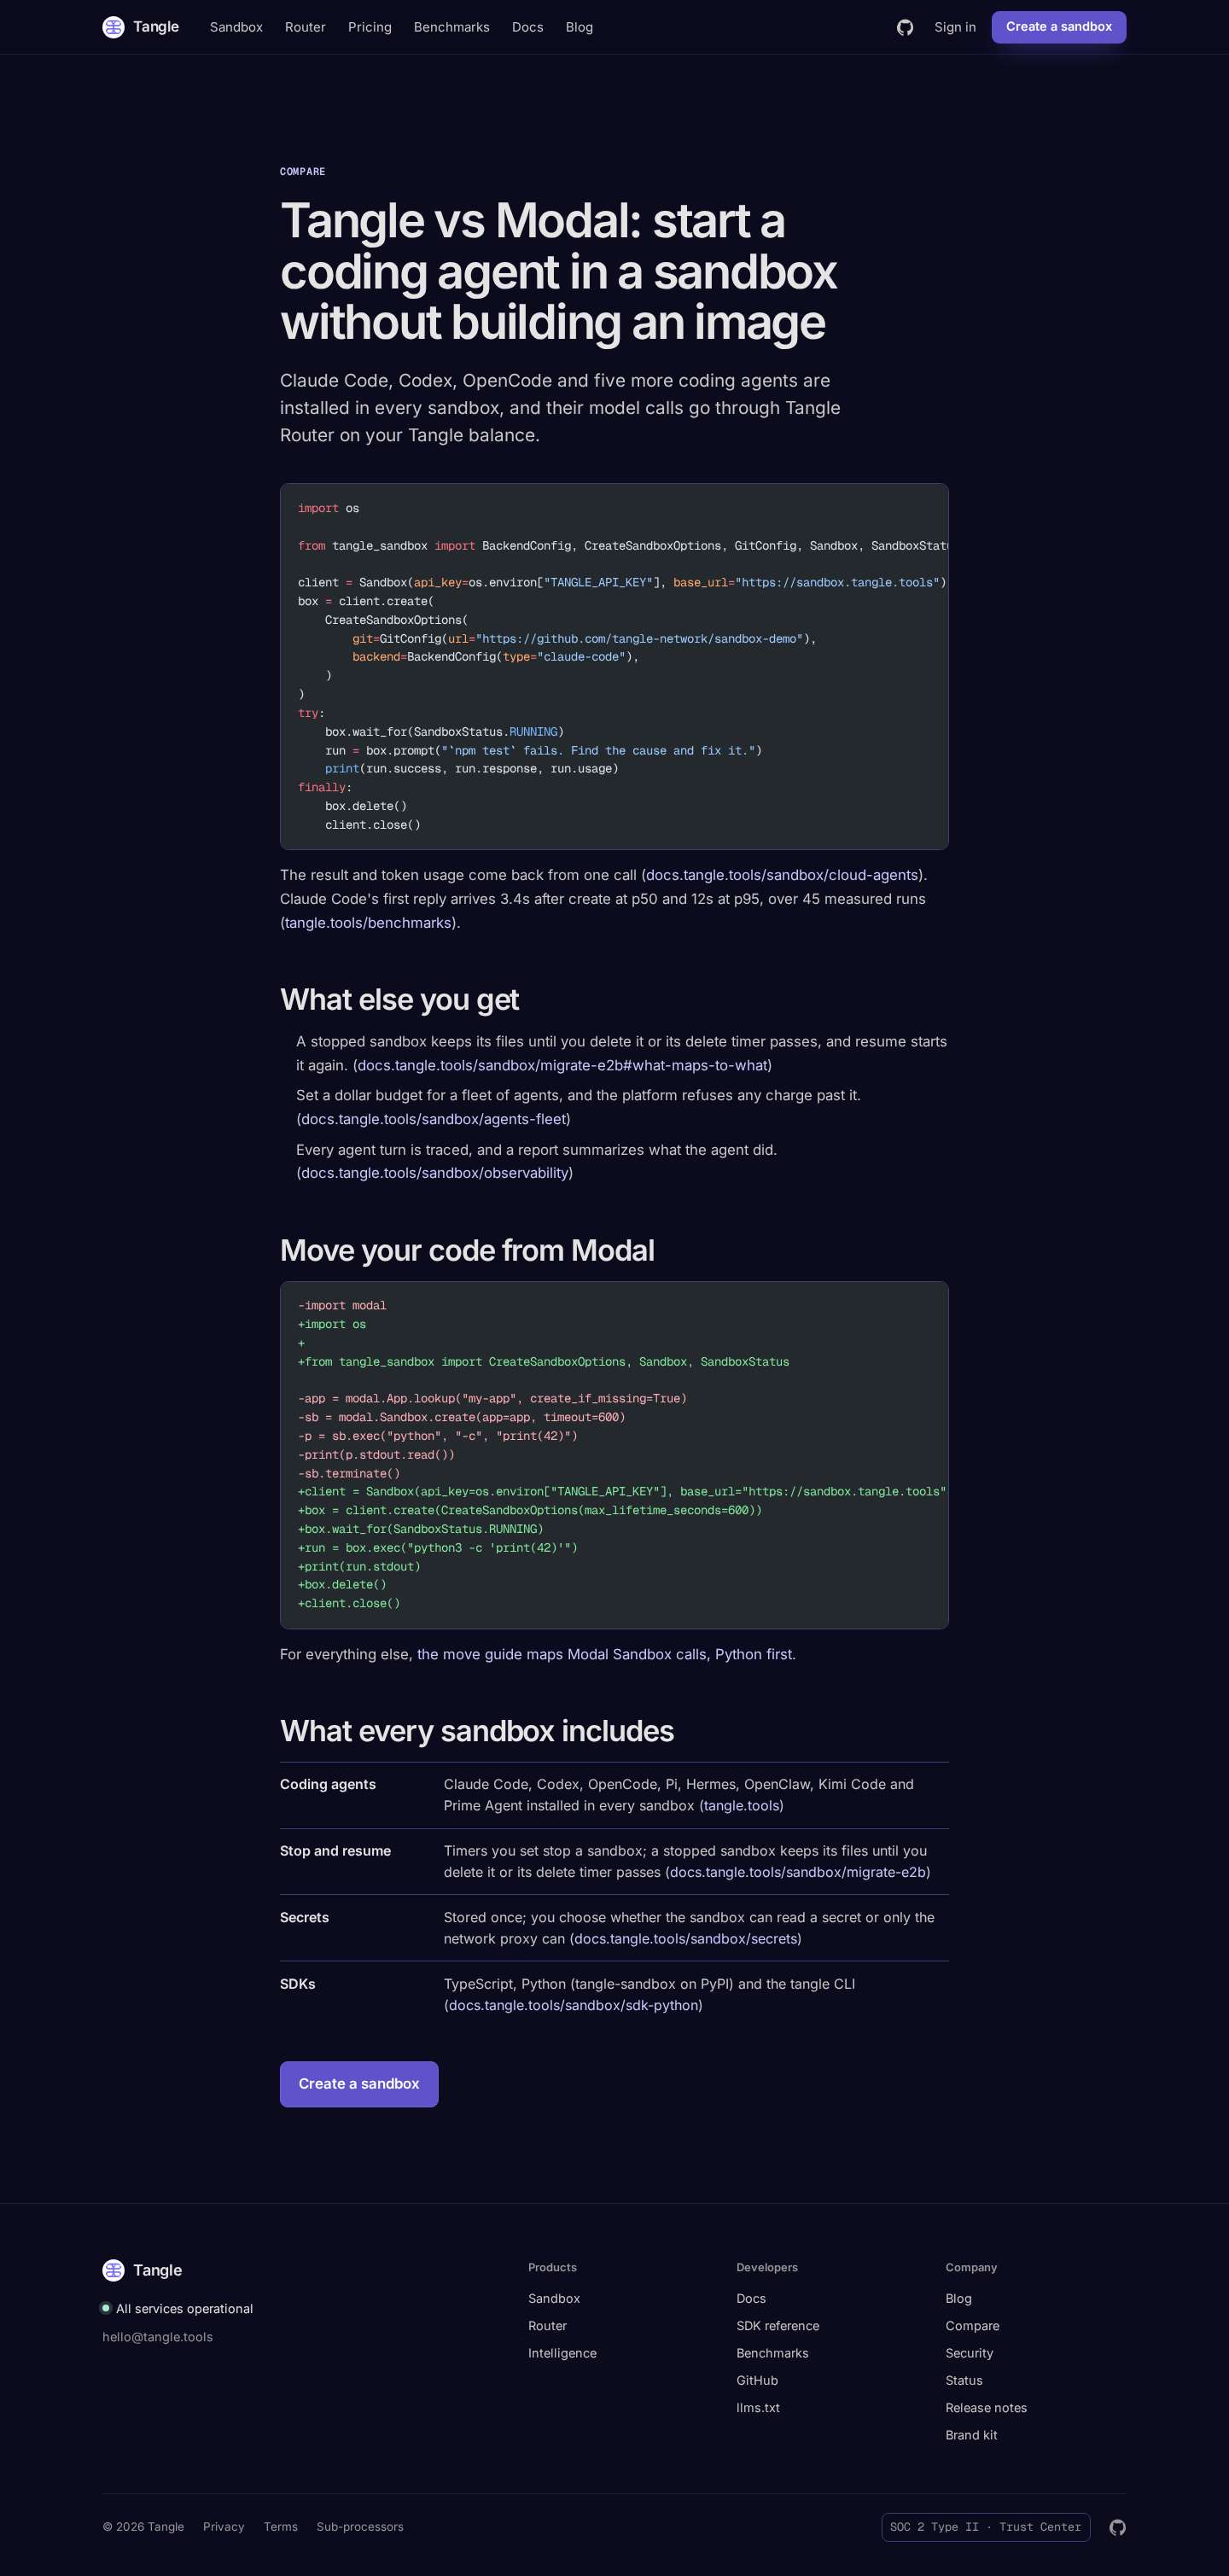 Tangle
Sandbox
Router
Pricing
Benchmarks
Docs
Blog
Sign in
Create a sandbox
COMPARE
Tangle vs Modal: start a
coding agent in a sandbox
without building an image
Claude Code, Codex, OpenCode and five more coding agents are
installed in every sandbox, and their model calls go through Tangle
Router on your Tangle balance.
import os
from tangle_sandbox import BackendConfig, CreateSandboxOptions, GitConfig, Sandbox, SandboxStatu
client = Sandbox(api_key=os.environ["TANGLE_API_KEY"], base_url="https://sandbox.tangle.tools")
box = client.create(
    CreateSandboxOptions(
        git=GitConfig(url="https://github.com/tangle-network/sandbox-demo"),
        backend=BackendConfig(type="claude-code"),
    )
)
try:
    box.wait_for(SandboxStatus.RUNNING)
    run = box.prompt("`npm test` fails. Find the cause and fix it.")
    print(run.success, run.response, run.usage)
finally:
    box.delete()
    client.close()
The result and token usage come back from one call (docs.tangle.tools/sandbox/cloud-agents).
Claude Code's first reply arrives 3.4s after create at p50 and 12s at p95, over 45 measured runs
(tangle.tools/benchmarks).
What else you get
A stopped sandbox keeps its files until you delete it or its delete timer passes, and resume starts
it again. (docs.tangle.tools/sandbox/migrate-e2b#what-maps-to-what)
Set a dollar budget for a fleet of agents, and the platform refuses any charge past it.
(docs.tangle.tools/sandbox/agents-fleet)
Every agent turn is traced, and a report summarizes what the agent did.
(docs.tangle.tools/sandbox/observability)
Move your code from Modal
-import modal
+import os
+
+from tangle_sandbox import CreateSandboxOptions, Sandbox, SandboxStatus
-app = modal.App.lookup("my-app", create_if_missing=True)
-sb = modal.Sandbox.create(app=app, timeout=600)
-p = sb.exec("python", "-c", "print(42)")
-print(p.stdout.read())
-sb.terminate()
+client = Sandbox(api_key=os.environ["TANGLE_API_KEY"], base_url="https://sandbox.tangle.tools"
+box = client.create(CreateSandboxOptions(max_lifetime_seconds=600))
+box.wait_for(SandboxStatus.RUNNING)
+run = box.exec("python3 -c 'print(42)'")
+print(run.stdout)
+box.delete()
+client.close()
For everything else, the move guide maps Modal Sandbox calls, Python first.
What every sandbox includes
Coding agents
Claude Code, Codex, OpenCode, Pi, Hermes, OpenClaw, Kimi Code and
Prime Agent installed in every sandbox (tangle.tools)
Stop and resume
Timers you set stop a sandbox; a stopped sandbox keeps its files until you
delete it or its delete timer passes (docs.tangle.tools/sandbox/migrate-e2b)
Secrets
Stored once; you choose whether the sandbox can read a secret or only the
network proxy can (docs.tangle.tools/sandbox/secrets)
SDKs
TypeScript, Python (tangle-sandbox on PyPI) and the tangle CLI
(docs.tangle.tools/sandbox/sdk-python)
Create a sandbox
Tangle
All services operational
hello@tangle.tools
Products
Sandbox
Router
Intelligence
Developers
Docs
SDK reference
Benchmarks
GitHub
llms.txt
Company
Blog
Compare
Security
Status
Release notes
Brand kit
© 2026 Tangle
Privacy
Terms
Sub-processors
SOC 2 Type II · Trust Center